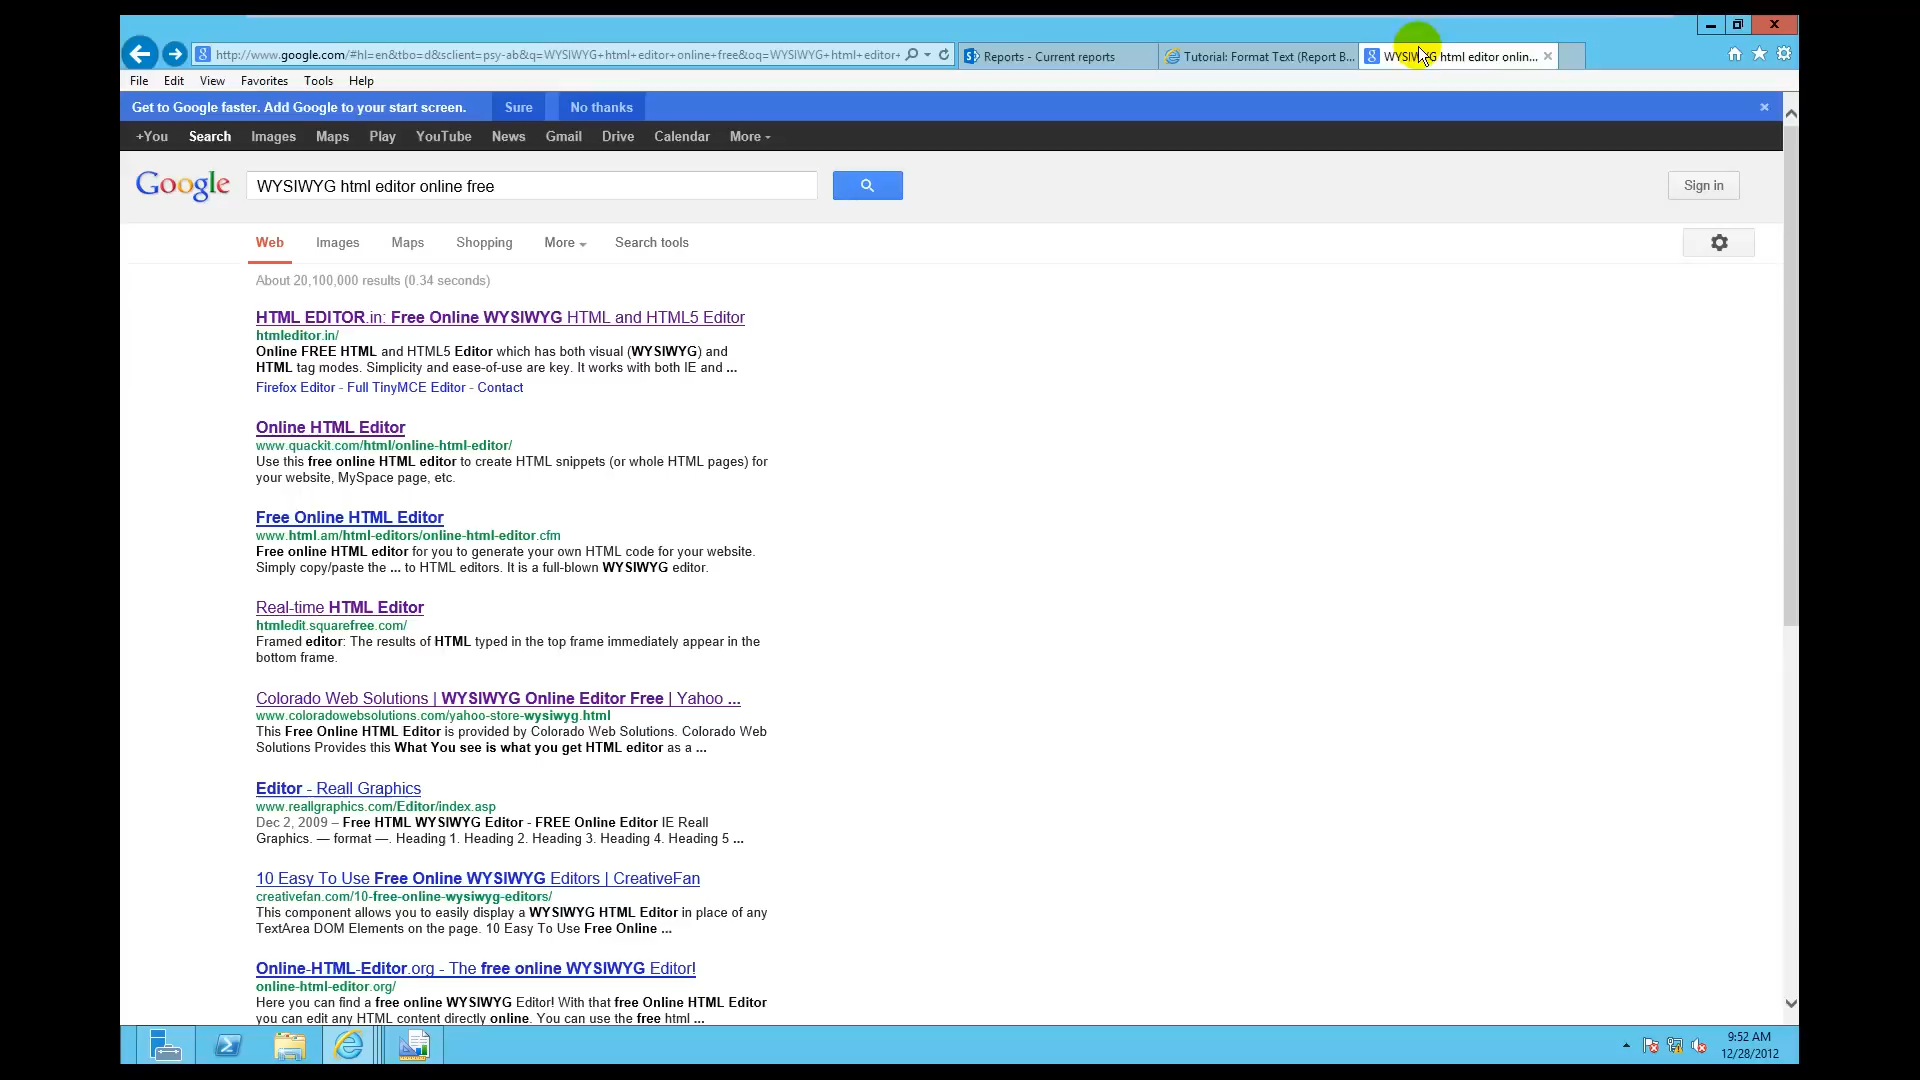 http://www.google.com/#hl=en&tbo=d&sclient=psy-ab&q=WYSIWYG+html+editor+online+free&oq=WYSIWYG+html+editor+
Reports - Current reports
Tutorial: Format Text (Report B...
WYSIWYG html editor onlin...
File Edit View Favorites Tools Help
Get to Google faster. Add Google to your start screen. Sure No thanks
+You Search Images Maps Play YouTube News Gmail Drive Calendar More
Google WYSIWYG html editor online free Sign in
Web Images Maps Shopping More Search tools
About 20,100,000 results (0.34 seconds)
HTML EDITOR.in: Free Online WYSIWYG HTML and HTML5 Editor
htmleditor.in/
Online FREE HTML and HTML5 Editor which has both visual (WYSIWYG) and
HTML tag modes. Simplicity and ease-of-use are key. It works with both IE and ...
Firefox Editor - Full TinyMCE Editor - Contact
Online HTML Editor
www.quackit.com/html/online-html-editor/
Use this free online HTML editor to create HTML snippets (or whole HTML pages) for
your website, MySpace page, etc.
Free Online HTML Editor
www.html.am/html-editors/online-html-editor.cfm
Free online HTML editor for you to generate your own HTML code for your website.
Simply copy/paste the ... to HTML editors. It is a full-blown WYSIWYG editor.
Real-time HTML Editor
htmledit.squarefree.com/
Framed editor: The results of HTML typed in the top frame immediately appear in the
bottom frame.
Colorado Web Solutions | WYSIWYG Online Editor Free | Yahoo ...
www.coloradowebsolutions.com/yahoo-store-wysiwyg.html
This Free Online HTML Editor is provided by Colorado Web Solutions. Colorado Web
Solutions Provides this What You see is what you get HTML editor as a ...
Editor - Reall Graphics
www.reallgraphics.com/Editor/index.asp
Dec 2, 2009 – Free HTML WYSIWYG Editor - FREE Online Editor IE Reall
Graphics. — format —. Heading 1. Heading 2. Heading 3. Heading 4. Heading 5 ...
10 Easy To Use Free Online WYSIWYG Editors | CreativeFan
creativefan.com/10-free-online-wysiwyg-editors/
This component allows you to easily display a WYSIWYG HTML Editor in place of any
TextArea DOM Elements on the page. 10 Easy To Use Free Online ...
Online-HTML-Editor.org - The free online WYSIWYG Editor!
online-html-editor.org/
Here you can find a free online WYSIWYG Editor! With that free Online HTML Editor
you can edit any HTML content directly online. You can use the free html ...
9:52 AM
12/28/2012